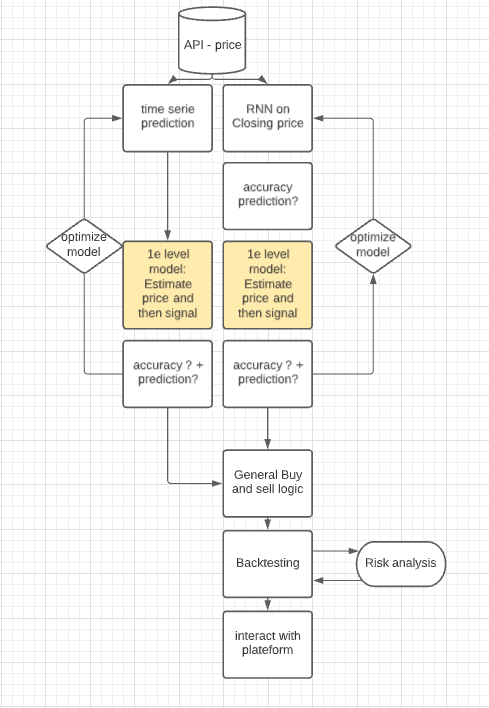 API - price
time serie
prediction
RNN on
Closing price
accuracy
prediction?
optimize
model
1e level
model:
Estimate
price and
then signal
1e level
model:
Estimate
price and
then signal
optimize
model
accuracy ? +
prediction?
accuracy ? +
prediction?
General Buy
and sell logic
Backtesting
Risk analysis
interact with
plateform